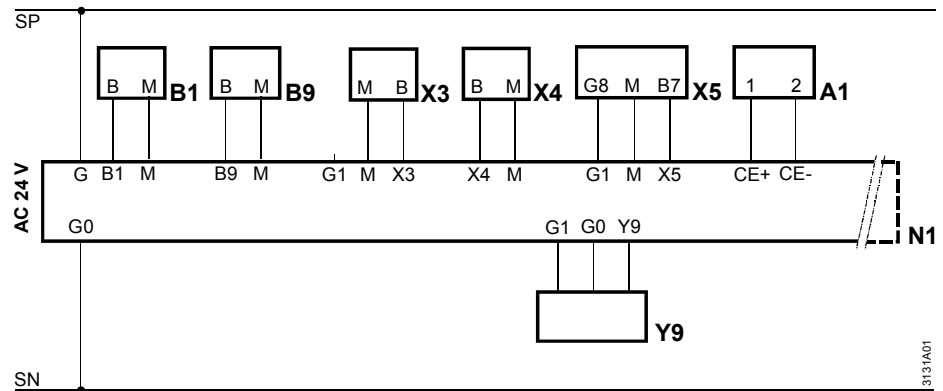 SP
B M B1 B M B9 M B X3 B M X4 G8 M B7 X5 1 2 A1
AC 24 V
G B1 M B9 M G1 M X3 X4 M G1 M X5 CE+ CE-
G0 G1 G0 Y9 N1
Y9
SN
3131A01